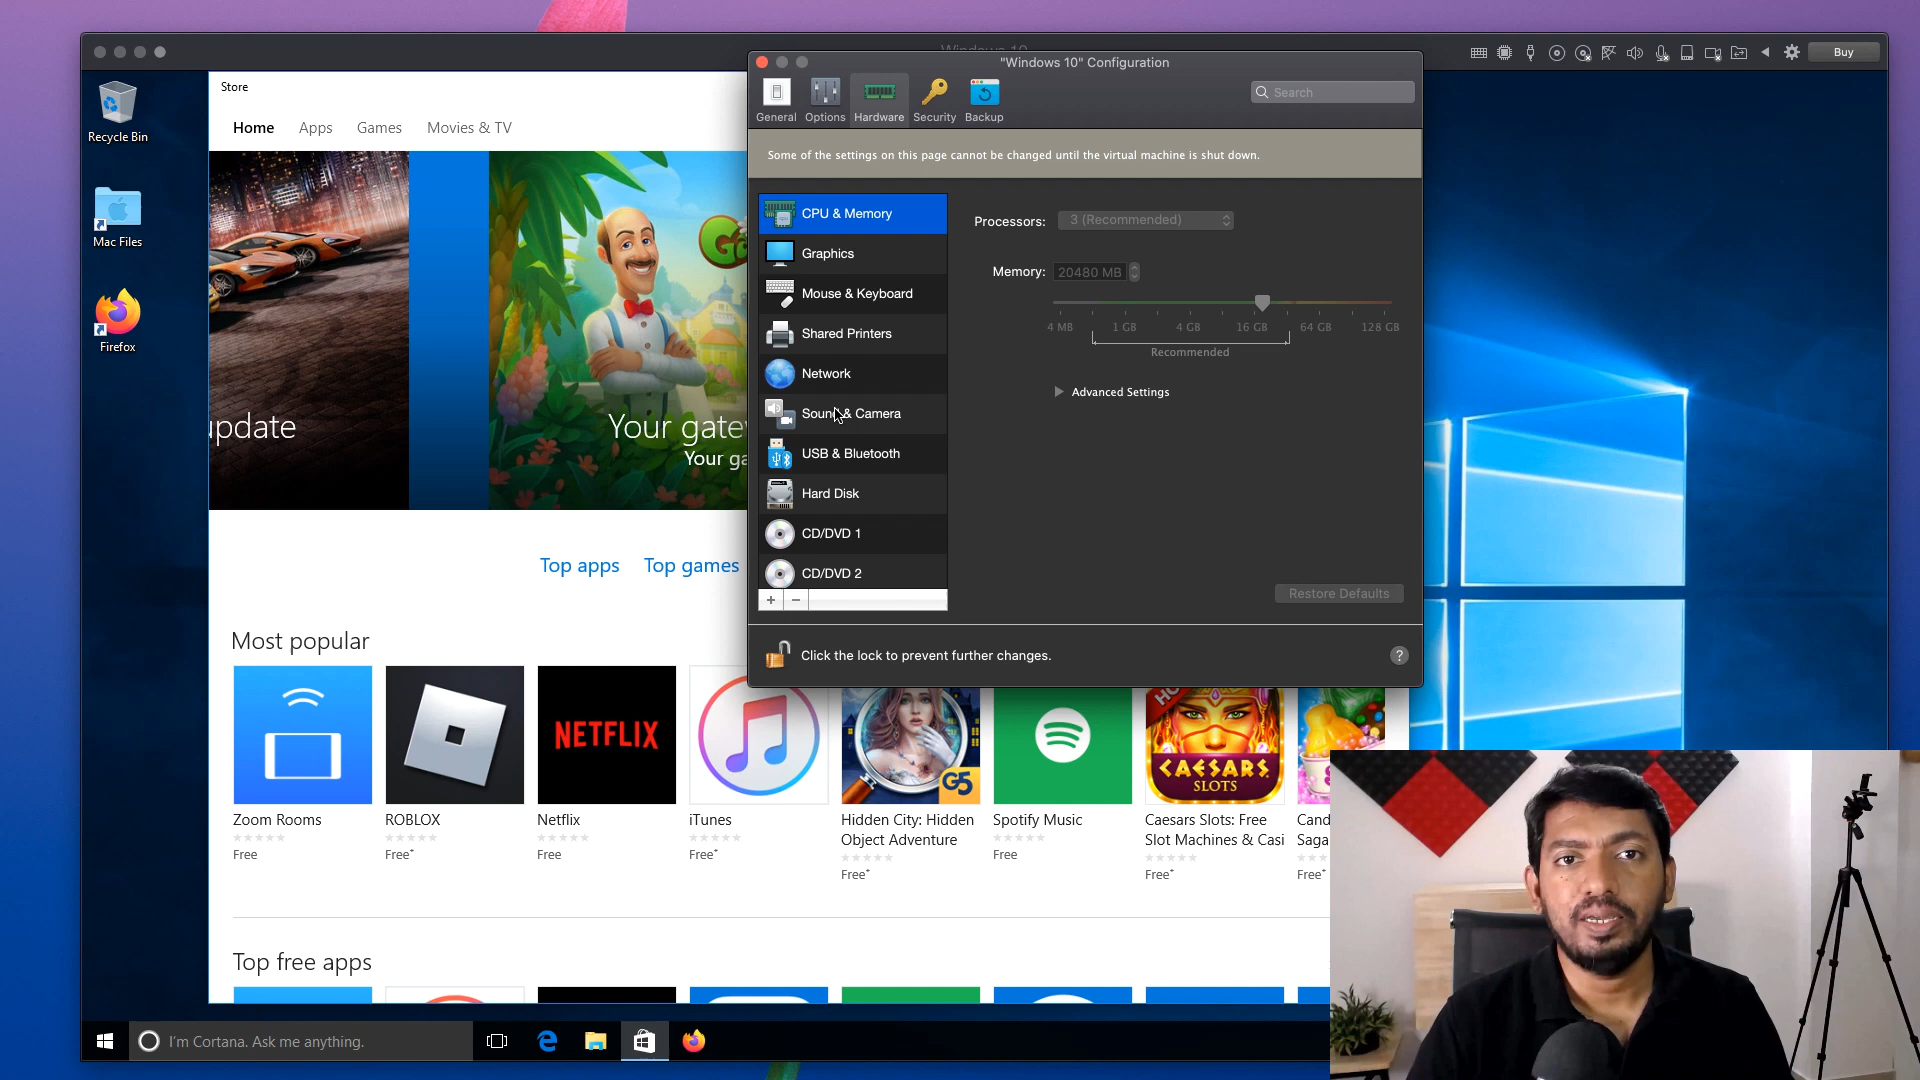 Windows 10
"Windows 10" Configuration
Buy
General Options Hardware Security Backup
Search
Some of the settings on this page cannot be changed until the virtual machine is shut down.
CPU & Memory
Graphics
Mouse & Keyboard
Shared Printers
Network
Sound & Camera
USB & Bluetooth
Hard Disk
CD/DVD 1
CD/DVD 2
+ −
Processors: 3 (Recommended)
Memory: 20480 MB
4 MB 1 GB 4 GB 16 GB 64 GB 128 GB
Recommended
Advanced Settings
Restore Defaults
Click the lock to prevent further changes.
?
Recycle Bin
Mac Files
Firefox
Store
Home Apps Games Movies & TV
update
Your gate
Your ga
Top apps Top games
Most popular
NETFLIX
G5
CAESARS
SLOTS
Zoom Rooms
Free
ROBLOX
Free*
Netflix
Free
iTunes
Free*
Hidden City: Hidden
Object Adventure
Free*
Spotify Music
Free
Caesars Slots: Free
Slot Machines & Casi
Free*
Cand
Saga
Free*
Top free apps
I'm Cortana. Ask me anything.